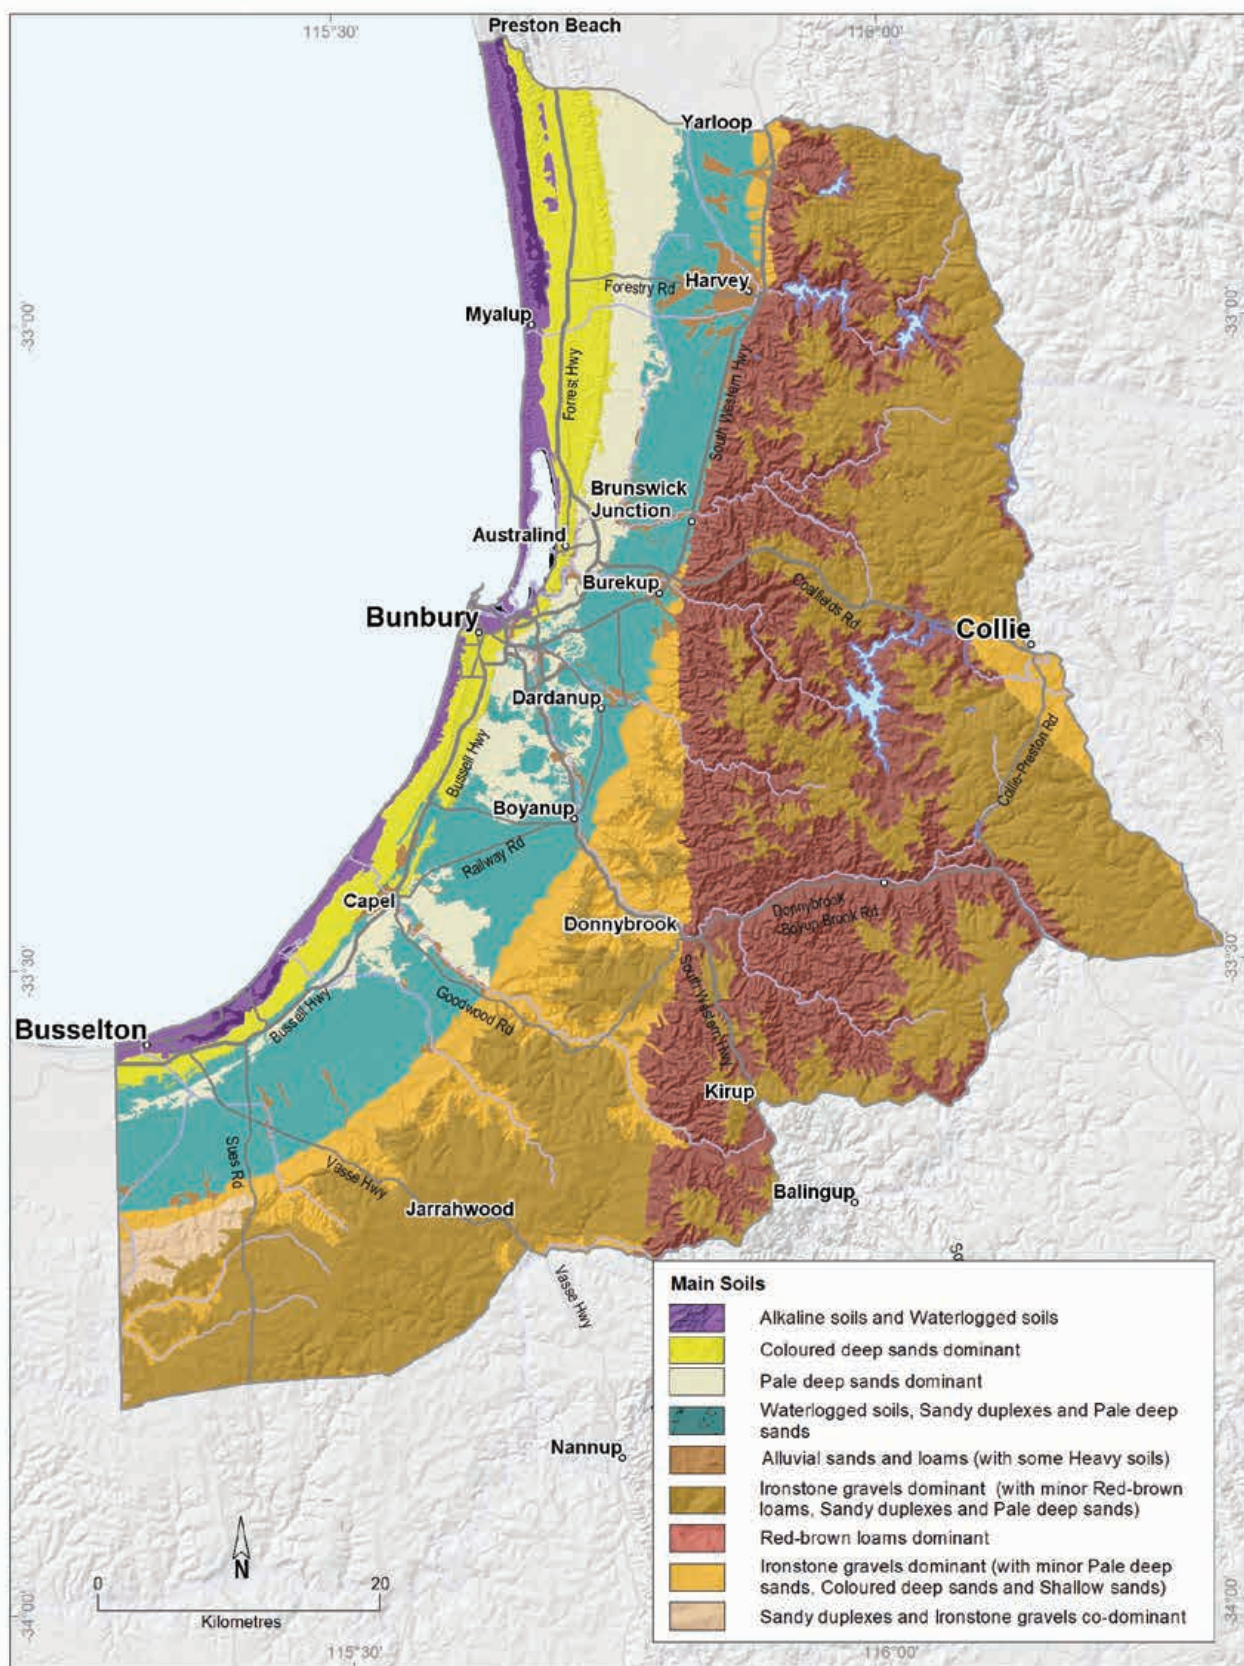 115°30'
116°00'
Preston Beach
Yarloop
Harvey
Forestry Rd
-33°00'
-33°00'
Myalup
Forrest Hwy
South Western Hwy
Brunswick
Junction
Australind
Burekup
Coalfields Rd
Bunbury
Collie
Dardanup
Bussell Hwy
Collie-Preston Rd
Boyanup
Railway Rd
Capel
Donnybrook
Donnybrook
Boyup Brook Rd
-33°30'
-33°30'
South Western Hwy
Goodwood Rd
Bussell Hwy
Busselton
Kirup
Sues Rd
Vasse Hwy
Balingup
Jarrahwood
So
Vasse Hwy
Nannup
Main Soils
Alkaline soils and Waterlogged soils
Coloured deep sands dominant
Pale deep sands dominant
Waterlogged soils, Sandy duplexes and Pale deep
sands
Alluvial sands and loams (with some Heavy soils)
Ironstone gravels dominant (with minor Red-brown
loams, Sandy duplexes and Pale deep sands)
Red-brown loams dominant
Ironstone gravels dominant (with minor Pale deep
sands, Coloured deep sands and Shallow sands)
Sandy duplexes and Ironstone gravels co-dominant
N
0 20
Kilometres
-34°00'
-34°00'
115°30'
116°00'